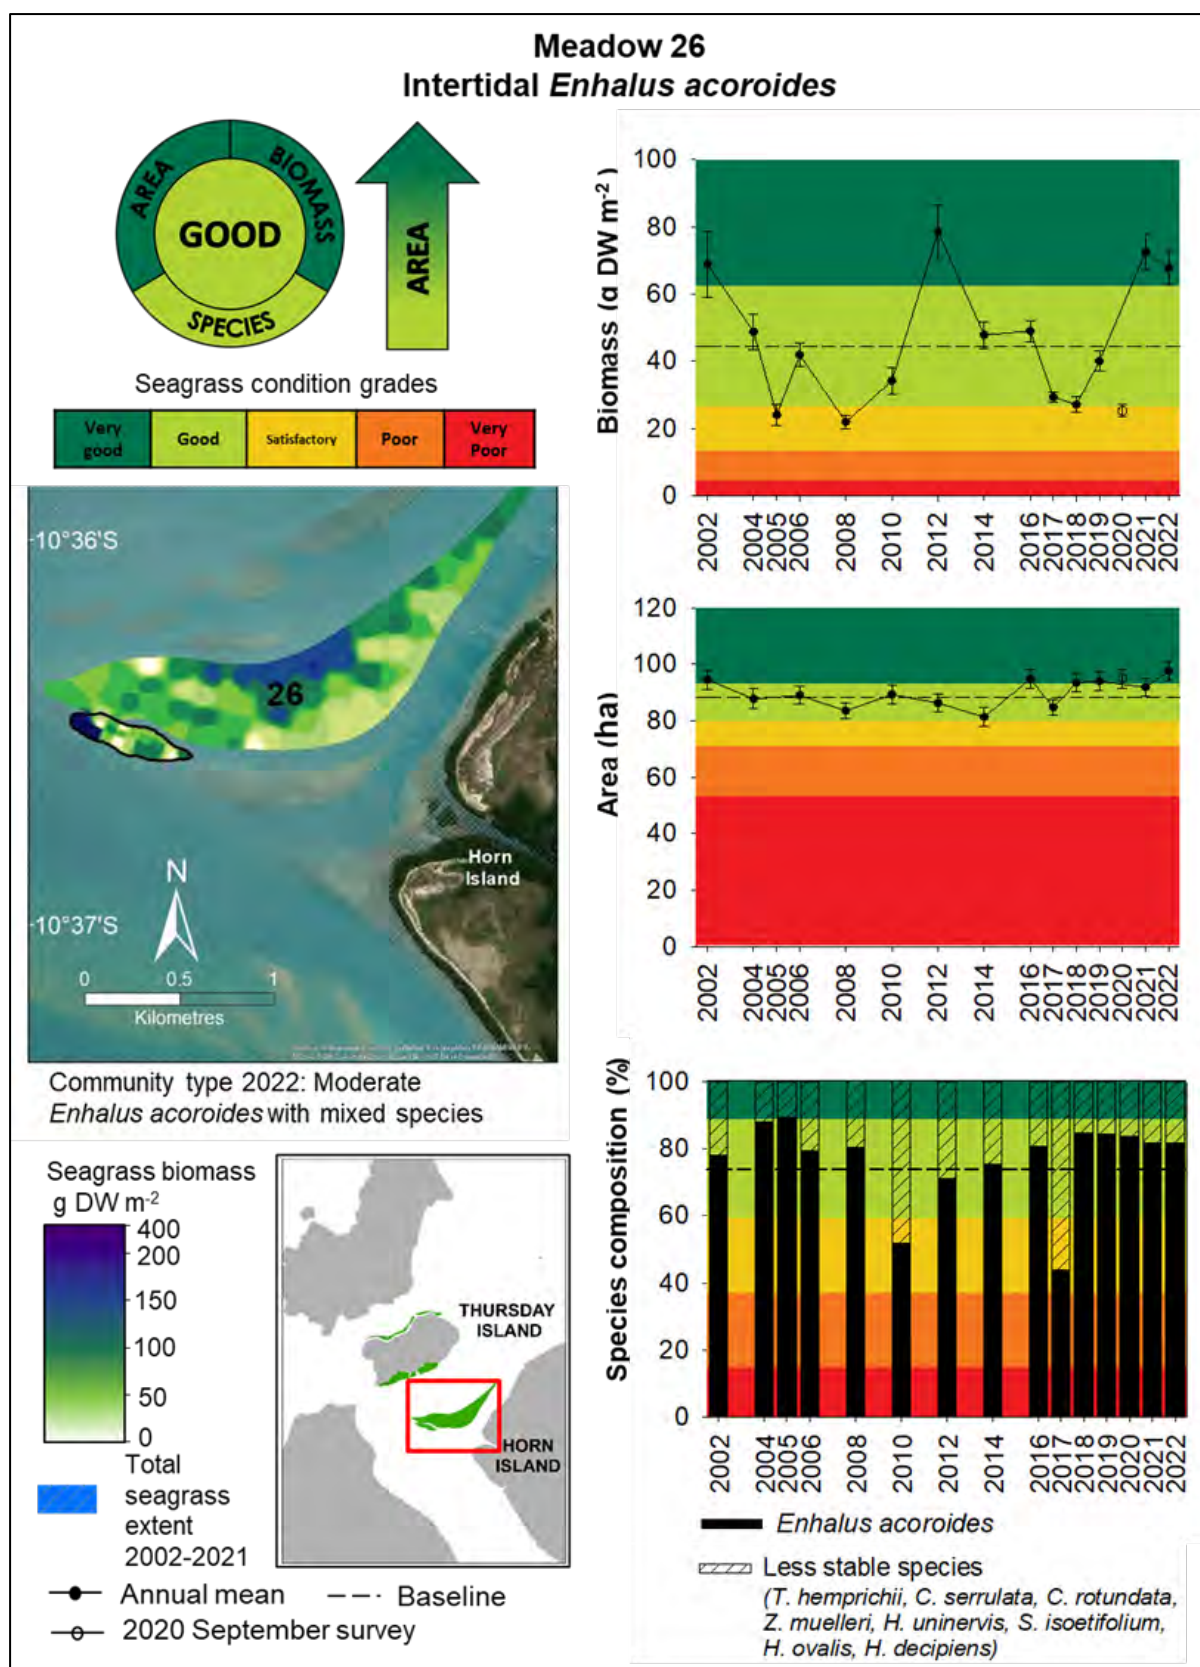 Meadow 26
Intertidal Enhalus acoroides
AREA
BIOMASS
SPECIES
GOOD
AREA
Seagrass condition grades
Very good
Good
Satisfactory
Poor
Very Poor
10°36'S
26
Horn
Island
N
10°37'S
0 0.5 1
Kilometres
Community type 2022: Moderate
Enhalus acoroides with mixed species
Seagrass biomass
g DW m-2
400
200
150
100
50
0
Total
seagrass
extent
2002-2021
THURSDAY
ISLAND
HORN
ISLAND
Annual mean
Baseline
2020 September survey
Biomass (g DW m-2)
100
80
60
40
20
0
2002 2004 2005 2006 2008 2010 2012 2014 2016 2017 2018 2019 2020 2021 2022
Area (ha)
120
100
80
60
40
20
0
2002 2004 2005 2006 2008 2010 2012 2014 2016 2017 2018 2019 2020 2021 2022
Species composition (%)
100
80
60
40
20
0
2002 2004 2005 2006 2008 2010 2012 2014 2016 2017 2018 2019 2020 2021 2022
Enhalus acoroides
Less stable species
(T. hemprichii, C. serrulata, C. rotundata,
Z. muelleri, H. uninervis, S. isoetifolium,
H. ovalis, H. decipiens)